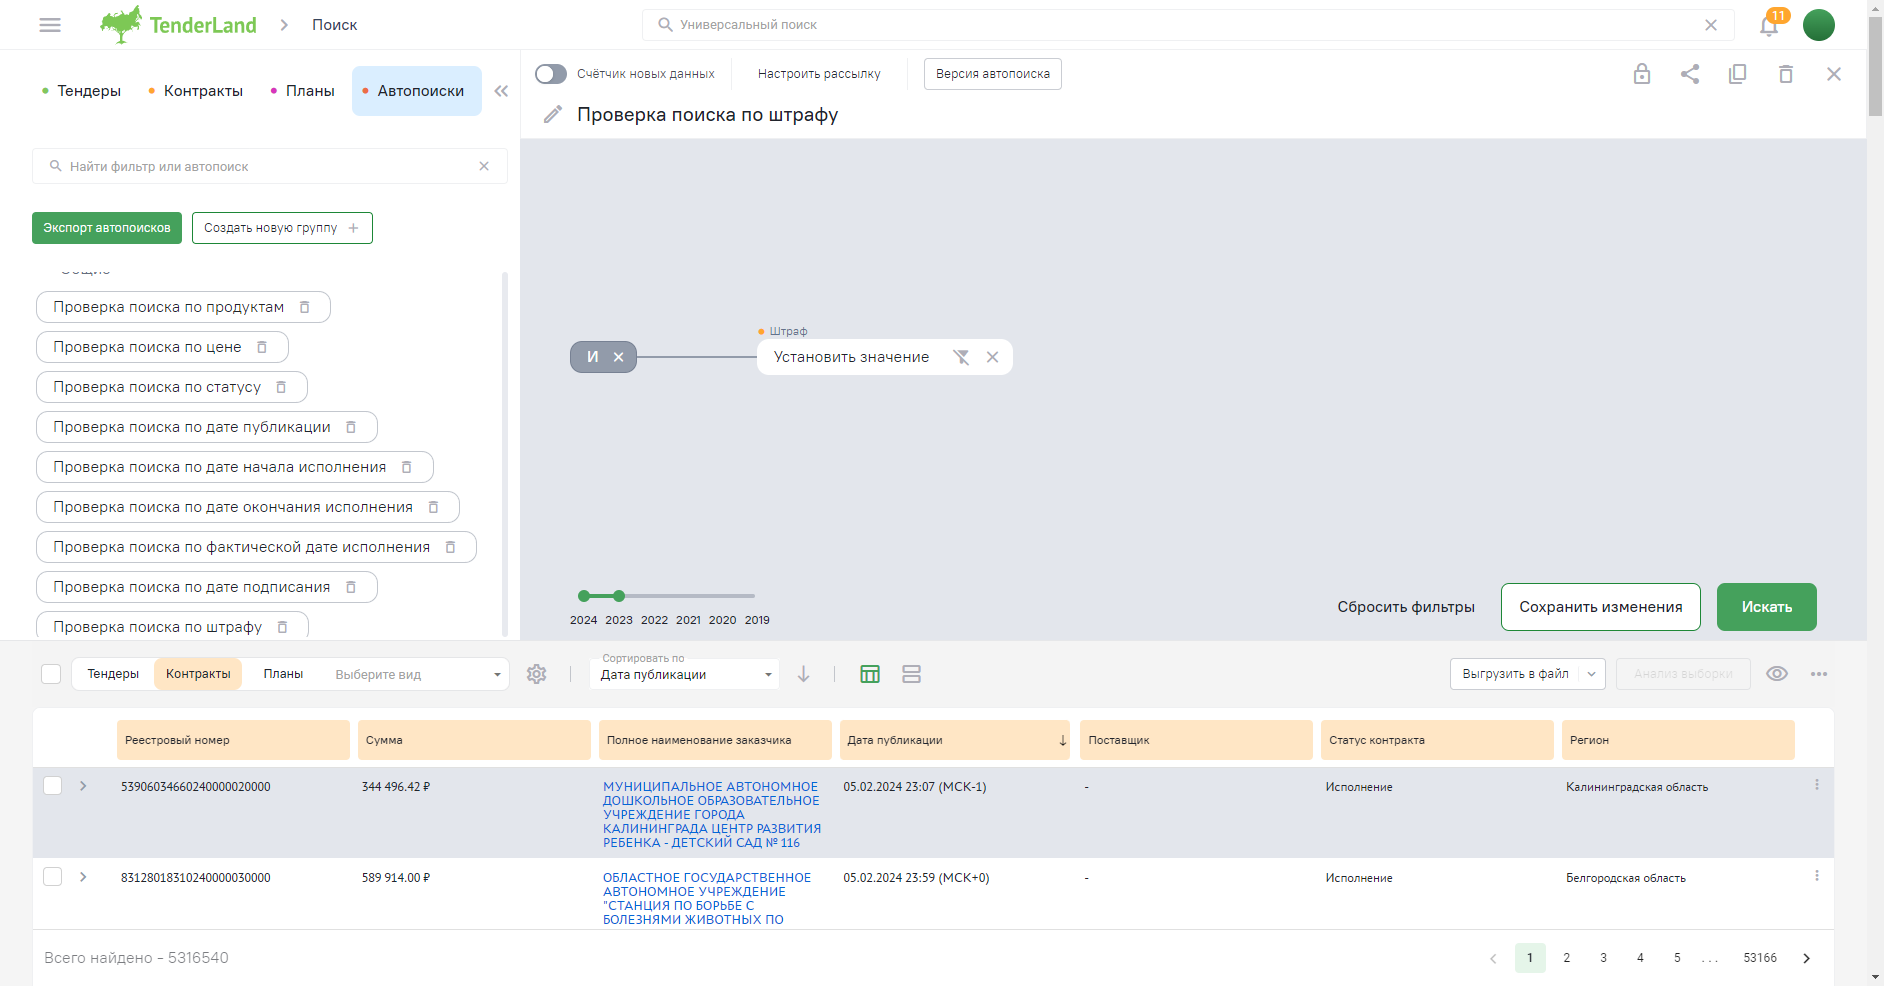 TenderLand
Поиск
Универсальный поиск
11
Тендеры
Контракты
Планы
Автопоиски
Счётчик новых данных
Настроить рассылку
Версия автопоиска
Проверка поиска по штрафу
Найти фильтр или автопоиск
Экспорт автопоисков
Создать новую группу
Общие
Проверка поиска по продуктам
Проверка поиска по цене
Проверка поиска по статусу
Проверка поиска по дате публикации
Проверка поиска по дате начала исполнения
Проверка поиска по дате окончания исполнения
Проверка поиска по фактической дате исполнения
Проверка поиска по дате подписания
Проверка поиска по штрафу
Штраф
И
Установить значение
2024 2023 2022 2021 2020 2019
Сбросить фильтры
Сохранить изменения
Искать
Тендеры
Контракты
Планы
Выберите вид
Сортировать по
Дата публикации
Выгрузить в файл
Анализ выборки
Реестровый номер
Сумма
Полное наименование заказчика
Дата публикации
Поставщик
Статус контракта
Регион
53906034660240000020000
344 496.42 ₽
МУНИЦИПАЛЬНОЕ АВТОНОМНОЕ
ДОШКОЛЬНОЕ ОБРАЗОВАТЕЛЬНОЕ
УЧРЕЖДЕНИЕ ГОРОДА
КАЛИНИНГРАДА ЦЕНТР РАЗВИТИЯ
РЕБЕНКА - ДЕТСКИЙ САД № 116
05.02.2024 23:07 (МСК-1)
-
Исполнение
Калининградская область
83128018310240000030000
589 914.00 ₽
ОБЛАСТНОЕ ГОСУДАРСТВЕННОЕ
АВТОНОМНОЕ УЧРЕЖДЕНИЕ
"СТАНЦИЯ ПО БОРЬБЕ С
БОЛЕЗНЯМИ ЖИВОТНЫХ ПО
05.02.2024 23:59 (МСК+0)
-
Исполнение
Белгородская область
Всего найдено - 5316540
1 2 3 4 5 ... 53166